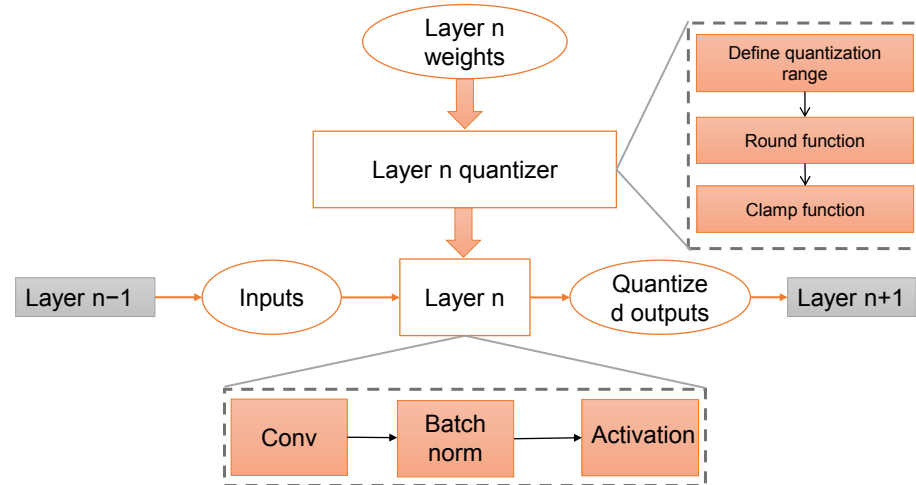 Layer n
weights
Define quantization
range
Round function
Layer n quantizer
Clamp function
Layer n−1
Inputs
Layer n
Quantize
d outputs
Layer n+1
Conv
Batch
norm
Activation